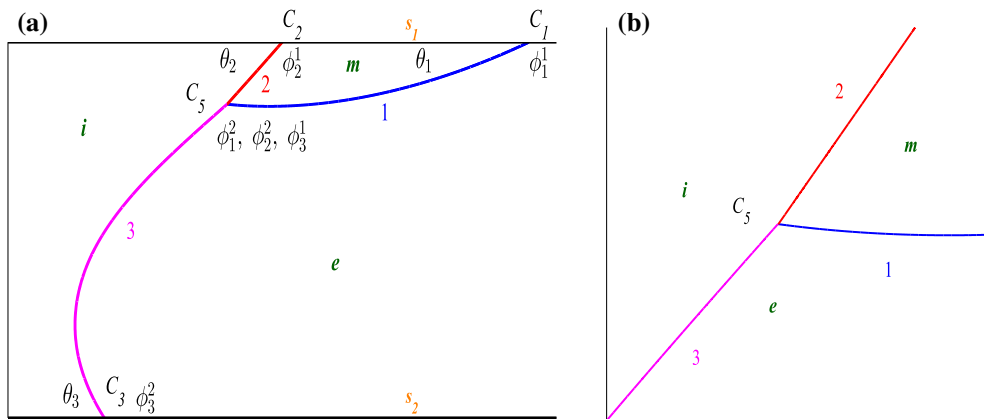 (a) C₂ s₁ C₁ (b)
θ₂ ϕ₂¹ m θ₁ ϕ₁¹
2 2
C₅ 1
i ϕ₁², ϕ₂², ϕ₃¹ m
i C₅
3
e 1
e
3
θ₃ C₃ ϕ₃² s₂